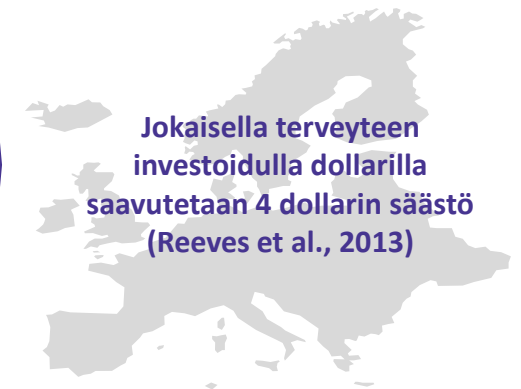 Jokaisella terveyteen
investoidulla dollarilla
saavutetaan 4 dollarin säästö
(Reeves et al., 2013)